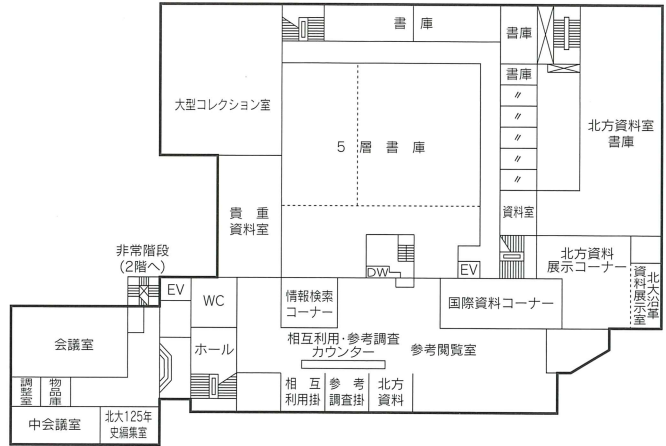 書庫
書庫
書庫
〃
〃
〃
〃
大型コレクション室
5層書庫
北方資料室
書庫
貴重
資料室
資料室
非常階段
(2階へ)
EV
WC
DW
EV
北方資料
展示コーナー
北大沿革
資料展示室
情報検索
コーナー
国際資料コーナー
会議室
ホール
相互利用・参考調査
カウンター
参考閲覧室
調整室
物品庫
相互
利用掛
参考
調査掛
北方
資料
中会議室
北大125年
史編集室